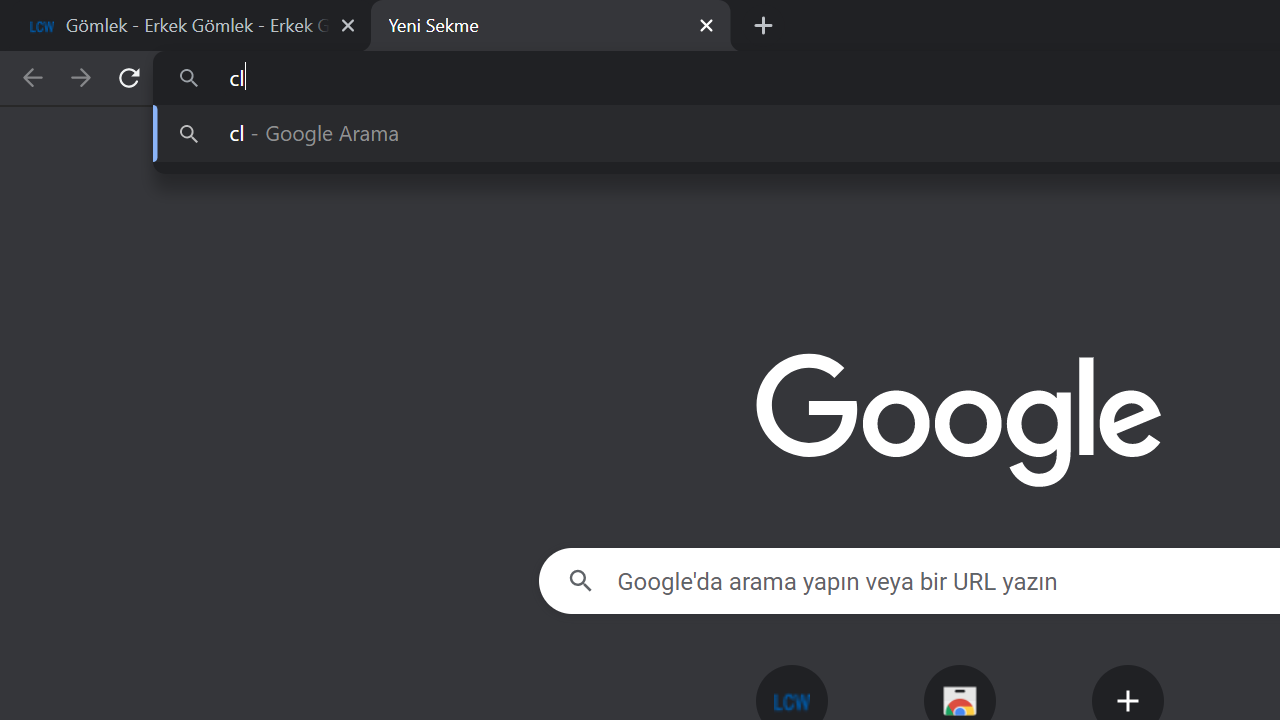 LCW Gömlek - Erkek Gömlek - Erkek G
Yeni Sekme
cl
cl - Google Arama
Google
Google'da arama yapın veya bir URL yazın
LCW